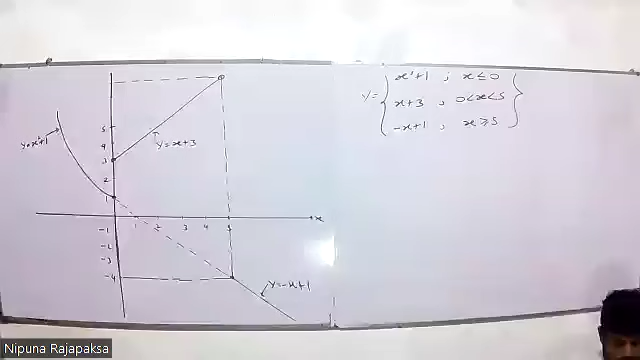 y = { x²+1 ; x ≤ 0
x+3 , 0<x<5
-x+1 ; x ≥ 5 }
y=x²+1
y=x+3
5
4
3
2
1
x
1 2 3 4 5
-1
-2
-3
-4
y=-x+1
Nipuna Rajapaksa